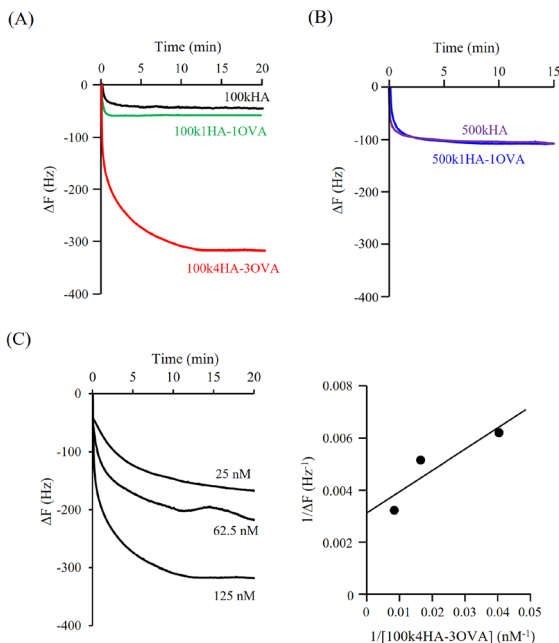 (A)
Time (min)
0 5 10 15 20
0
-100
-200
-300
-400
ΔF (Hz)
100kHA
100k1HA-1OVA
100k4HA-3OVA
(B)
Time (min)
0 5 10 15
0
-100
-200
-300
-400
ΔF (Hz)
500kHA
500k1HA-1OVA
(C)
Time (min)
0 5 10 15 20
0
-100
-200
-300
-400
ΔF (Hz)
25 nM
62.5 nM
125 nM
0.008
0.006
0.004
0.002
0.000
1/ΔF (Hz-1)
0 0.01 0.02 0.03 0.04 0.05
1/[100k4HA-3OVA] (nM-1)